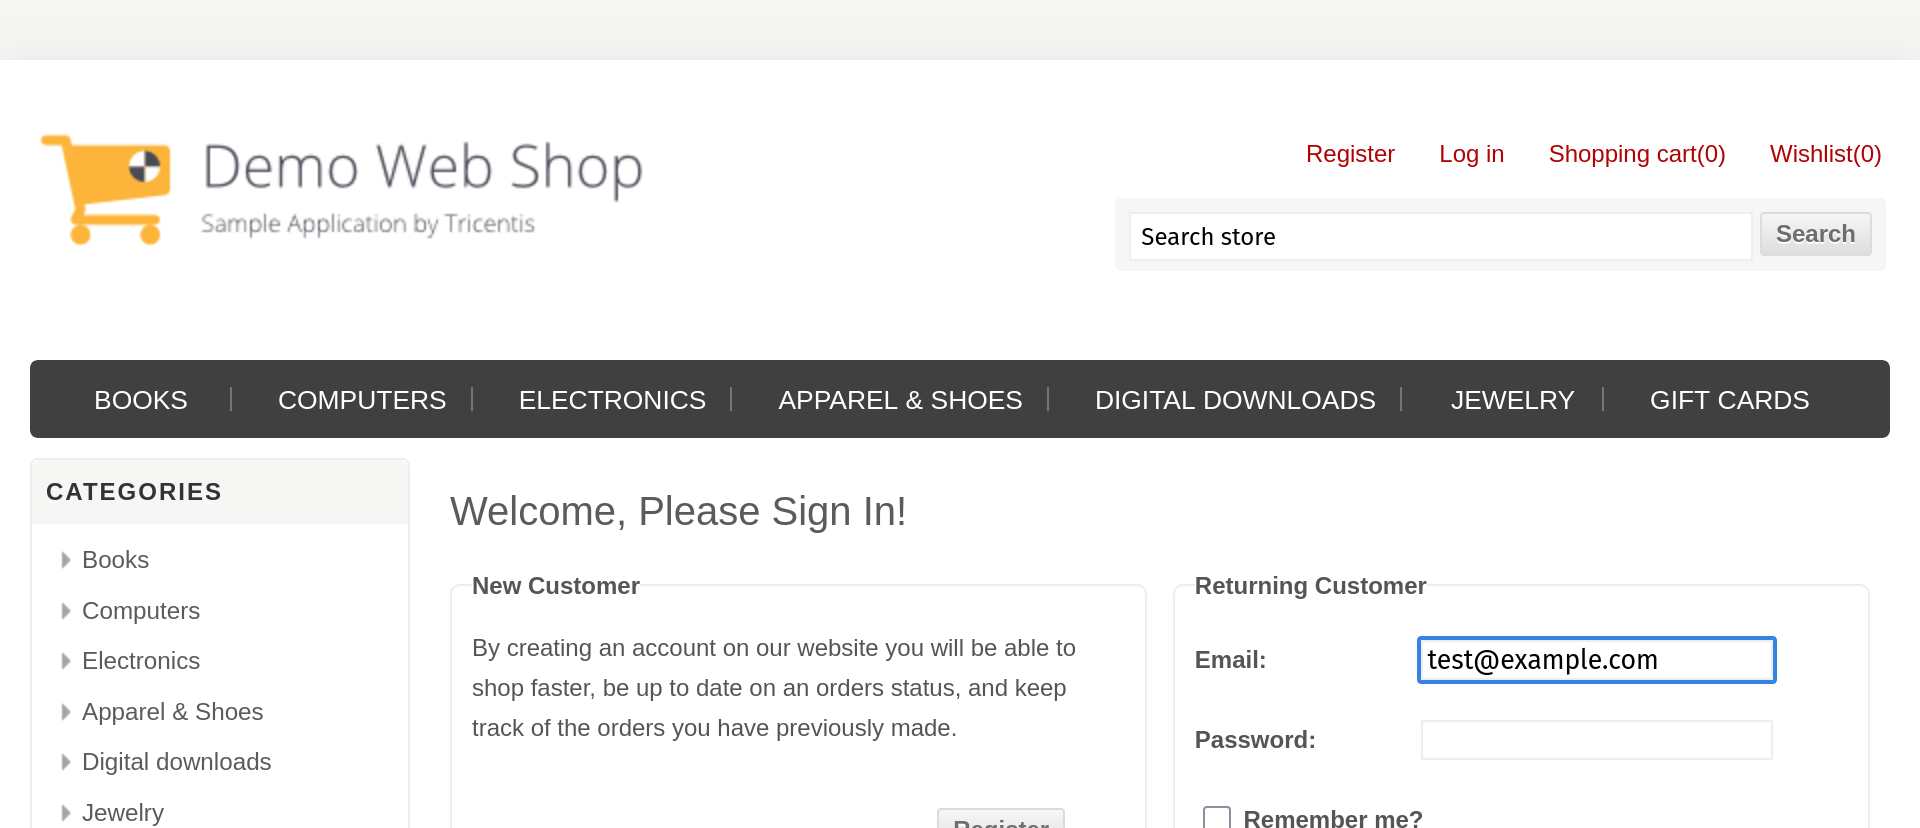 Demo Web Shop
Sample Application by Tricentis
Register Log in Shopping cart(0) Wishlist(0)
Search store Search
BOOKS COMPUTERS ELECTRONICS APPAREL & SHOES DIGITAL DOWNLOADS JEWELRY GIFT CARDS
CATEGORIES
Books
Computers
Electronics
Apparel & Shoes
Digital downloads
Jewelry
Welcome, Please Sign In!
New Customer
By creating an account on our website you will be able to
shop faster, be up to date on an orders status, and keep
track of the orders you have previously made.
Register
Returning Customer
Email: test@example.com
Password:
Remember me?